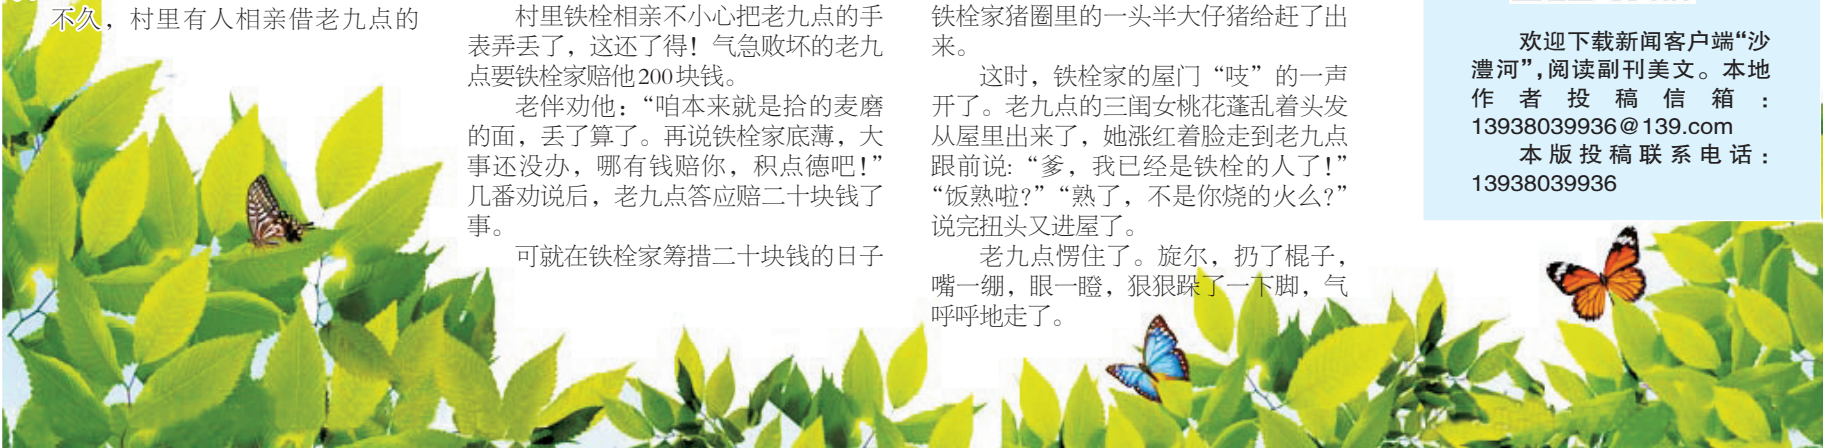 不久，村里有人相亲借老九点的
村里铁栓相亲不小心把老九点的手
表弄丢了，这还了得！气急败坏的老九
点要铁栓家赔他200块钱。
老伴劝他：“咱本来就是拾的麦磨
的面，丢了算了。再说铁栓家底薄，大
事还没办，哪有钱赔你，积点德吧！”
几番劝说后，老九点答应赔二十块钱了
事。
可就在铁栓家筹措二十块钱的日子
铁栓家猪圈里的一头半大仔猪给赶了出
来。
这时，铁栓家的屋门“吱”的一声
开了。老九点的三闺女桃花蓬乱着头发
从屋里出来了，她涨红着脸走到老九点
跟前说：“爹，我已经是铁栓的人了！”
“饭熟啦？”“熟了，不是你烧的火么？”
说完扭头又进屋了。
老九点愣住了。旋尔，扔了棍子，
嘴一绷，眼一瞪，狠狠跺了一下脚，气
呼呼地走了。
欢迎下载新闻客户端“沙
澧河”，阅读副刊美文。本地
作者投稿信箱：
13938039936@139.com
本版投稿联系电话：
13938039936